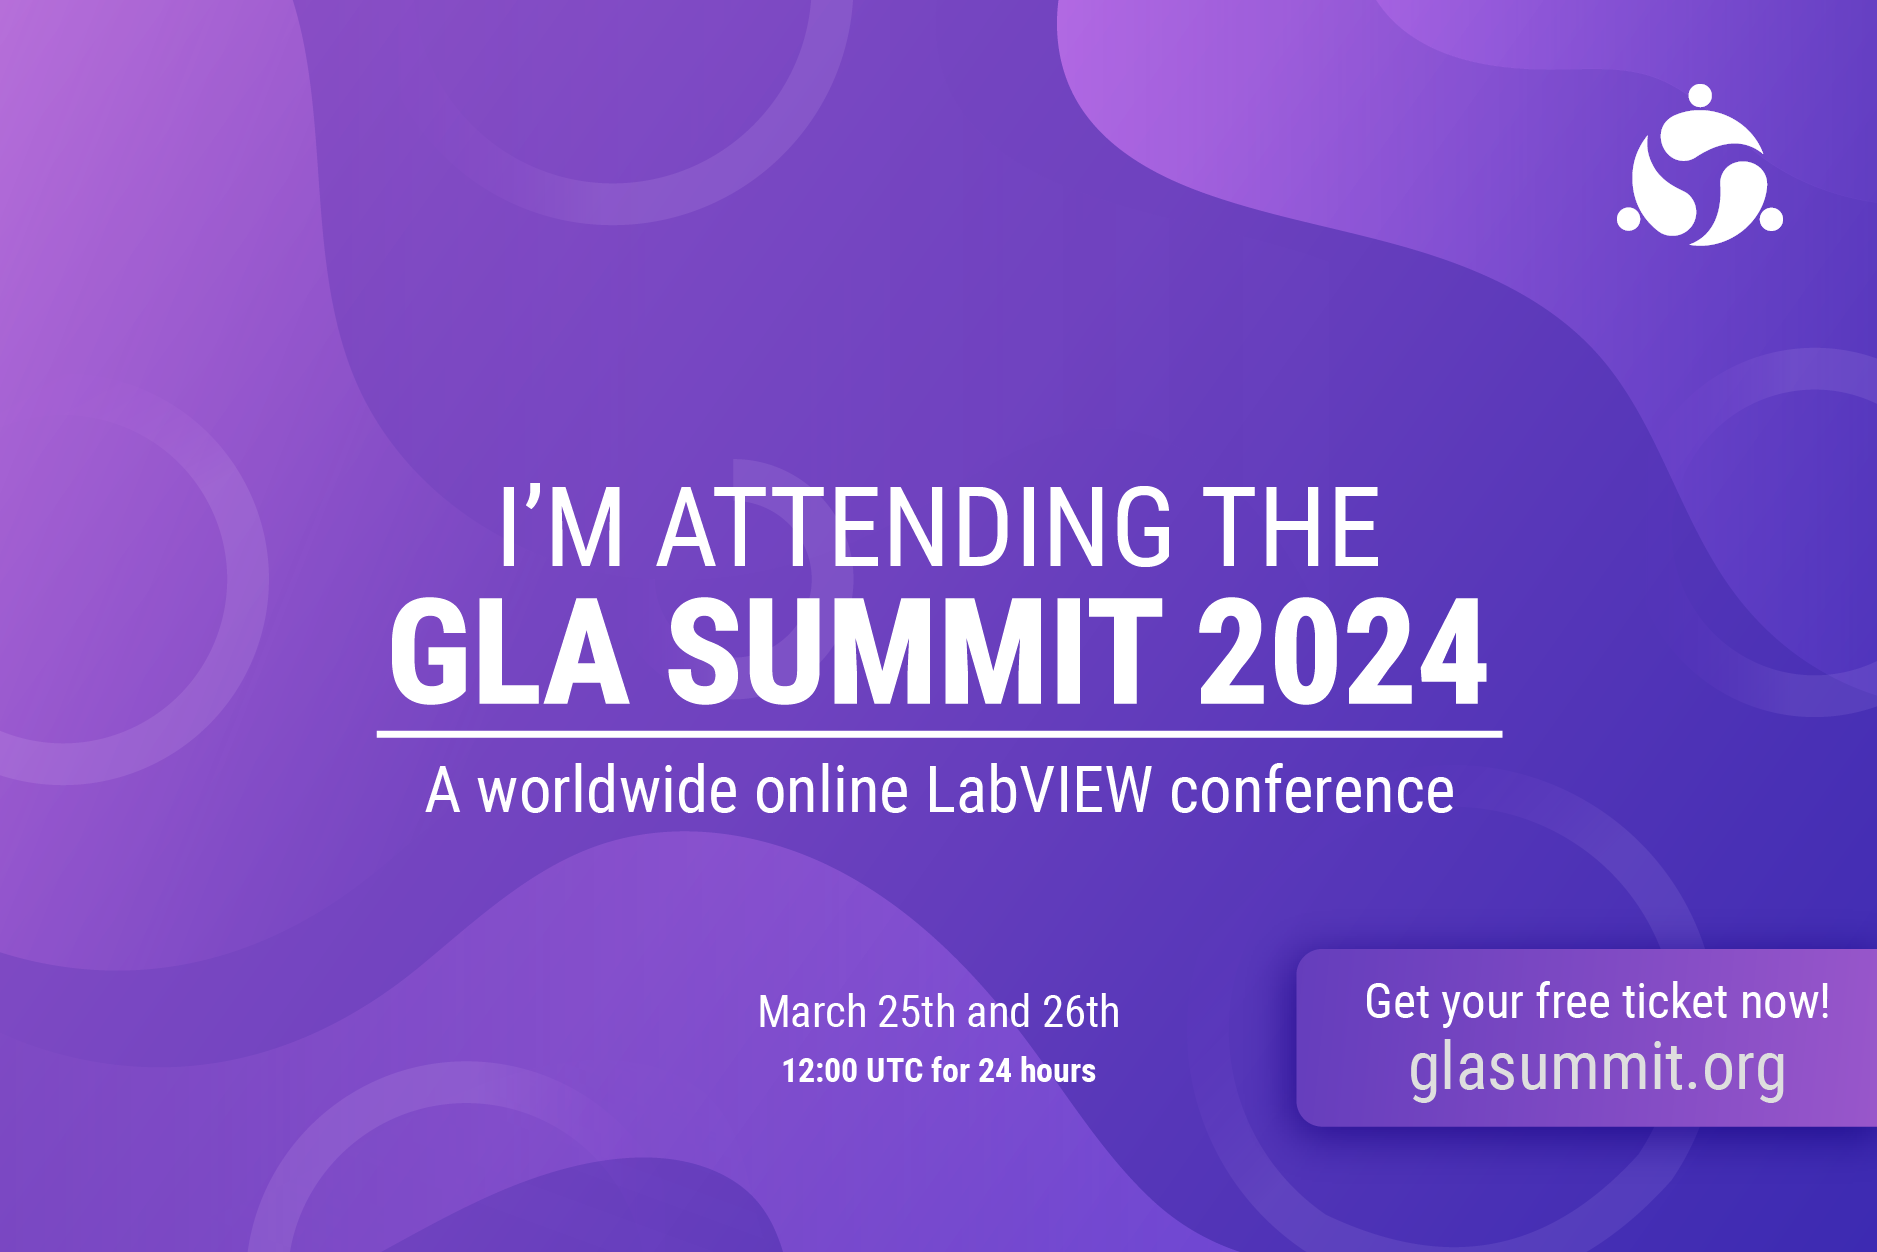 I’M ATTENDING THE
GLA SUMMIT 2024
A worldwide online LabVIEW conference
March 25th and 26th
12:00 UTC for 24 hours
Get your free ticket now!
glasummit.org